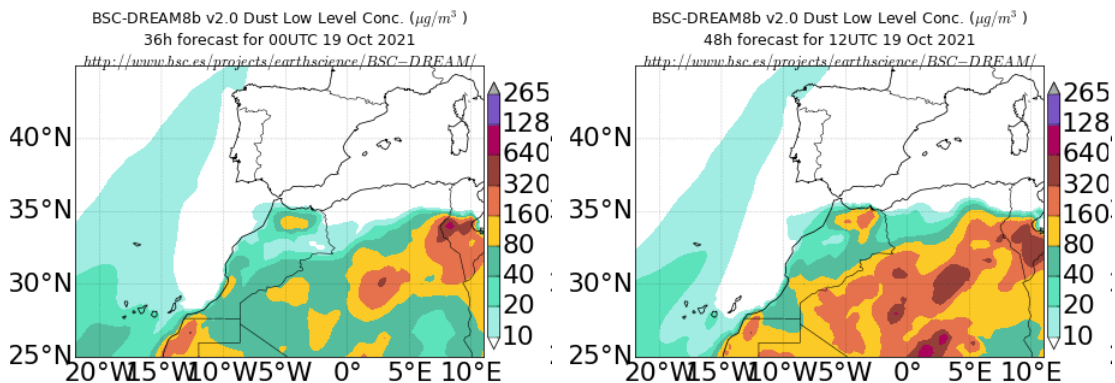 BSC-DREAM8b v2.0 Dust Low Level Conc. (μg/m³ )
36h forecast for 00UTC 19 Oct 2021
http://www.bsc.es/projects/earthscience/BSC−DREAM/
40°N
35°N
30°N
25°N
20°W
15°W
10°W
5°W
0°
5°E
10°E
265
128
640
320
160
80
40
20
10
BSC-DREAM8b v2.0 Dust Low Level Conc. (μg/m³ )
48h forecast for 12UTC 19 Oct 2021
http://www.bsc.es/projects/earthscience/BSC−DREAM/
40°N
35°N
30°N
25°N
20°W
15°W
10°W
5°W
0°
5°E
10°E
265
128
640
320
160
80
40
20
10